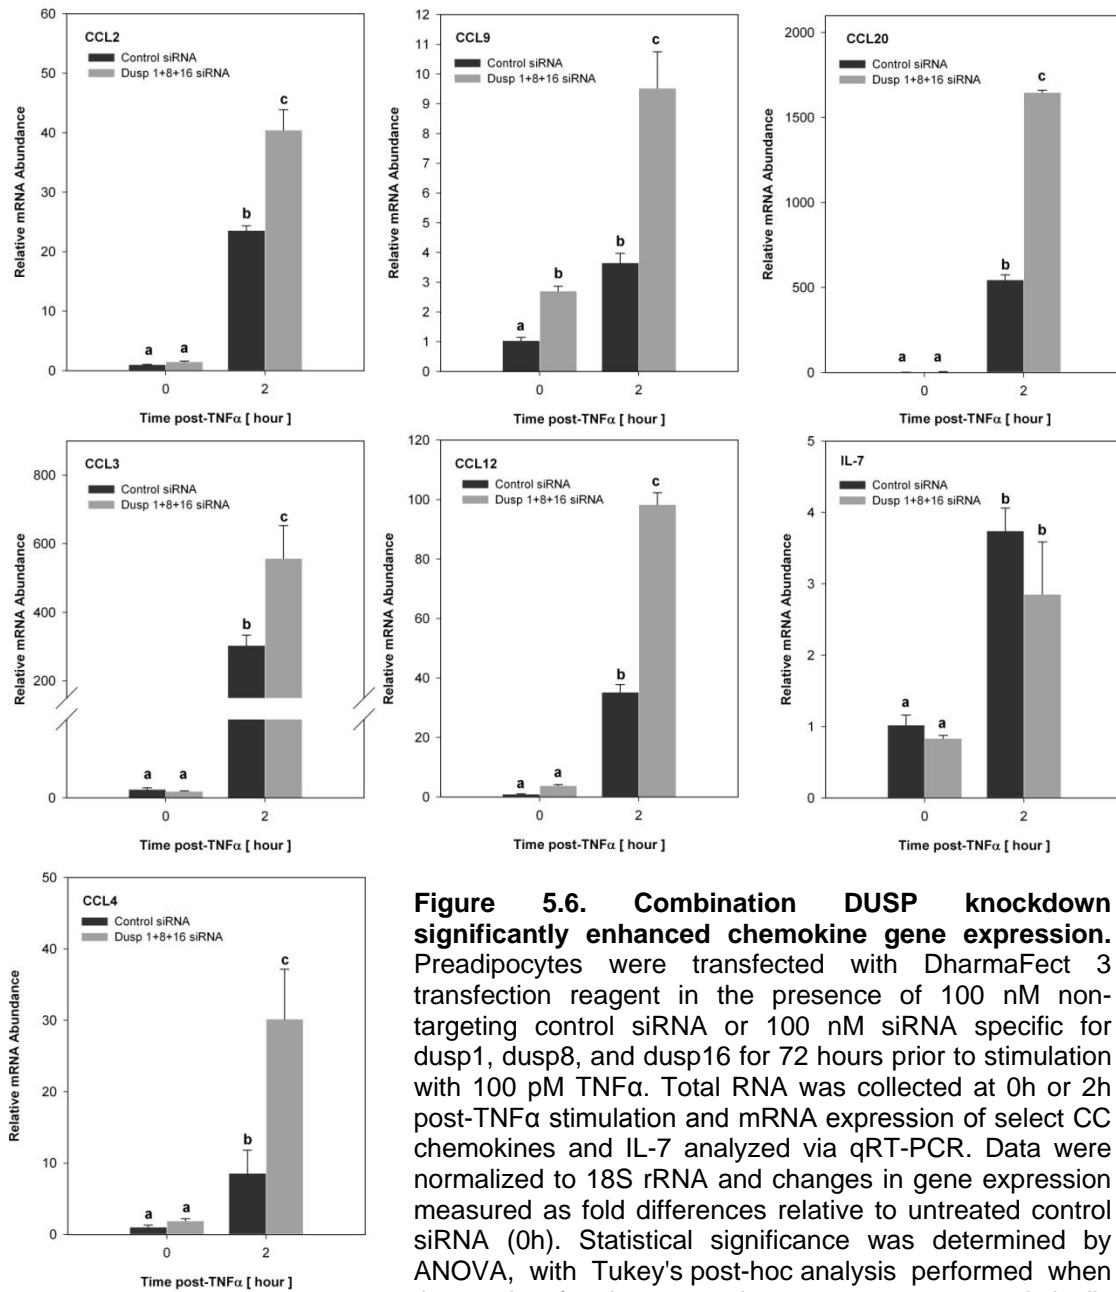 60
50
40
30
20
10
0
CCL2
Control siRNA
Dusp 1+8+16 siRNA
a
a
b
c
0
2
Relative mRNA Abundance
Time post-TNFα [ hour ]
12
11
10
9
8
7
6
5
4
3
2
1
0
CCL9
Control siRNA
Dusp 1+8+16 siRNA
a
b
b
c
0
2
Relative mRNA Abundance
Time post-TNFα [ hour ]
2000
1500
1000
500
0
CCL20
Control siRNA
Dusp 1+8+16 siRNA
a
a
b
c
0
2
Relative mRNA Abundance
Time post-TNFα [ hour ]
800
600
400
200
0
CCL3
Control siRNA
Dusp 1+8+16 siRNA
a
a
b
c
0
2
Relative mRNA Abundance
Time post-TNFα [ hour ]
120
100
80
60
40
20
0
CCL12
Control siRNA
Dusp 1+8+16 siRNA
a
a
b
c
0
2
Relative mRNA Abundance
Time post-TNFα [ hour ]
5
4
3
2
1
0
IL-7
Control siRNA
Dusp 1+8+16 siRNA
a
a
b
b
0
2
Relative mRNA Abundance
Time post-TNFα [ hour ]
50
40
30
20
10
0
CCL4
Control siRNA
Dusp 1+8+16 siRNA
a
a
b
c
0
2
Relative mRNA Abundance
Time post-TNFα [ hour ]
Figure 5.6. Combination DUSP knockdown
significantly enhanced chemokine gene expression.
Preadipocytes were transfected with DharmaFect 3
transfection reagent in the presence of 100 nM non-
targeting control siRNA or 100 nM siRNA specific for
dusp1, dusp8, and dusp16 for 72 hours prior to stimulation
with 100 pM TNFα. Total RNA was collected at 0h or 2h
post-TNFα stimulation and mRNA expression of select CC
chemokines and IL-7 analyzed via qRT-PCR. Data were
normalized to 18S rRNA and changes in gene expression
measured as fold differences relative to untreated control
siRNA (0h). Statistical significance was determined by
ANOVA, with Tukey's post-hoc analysis performed when